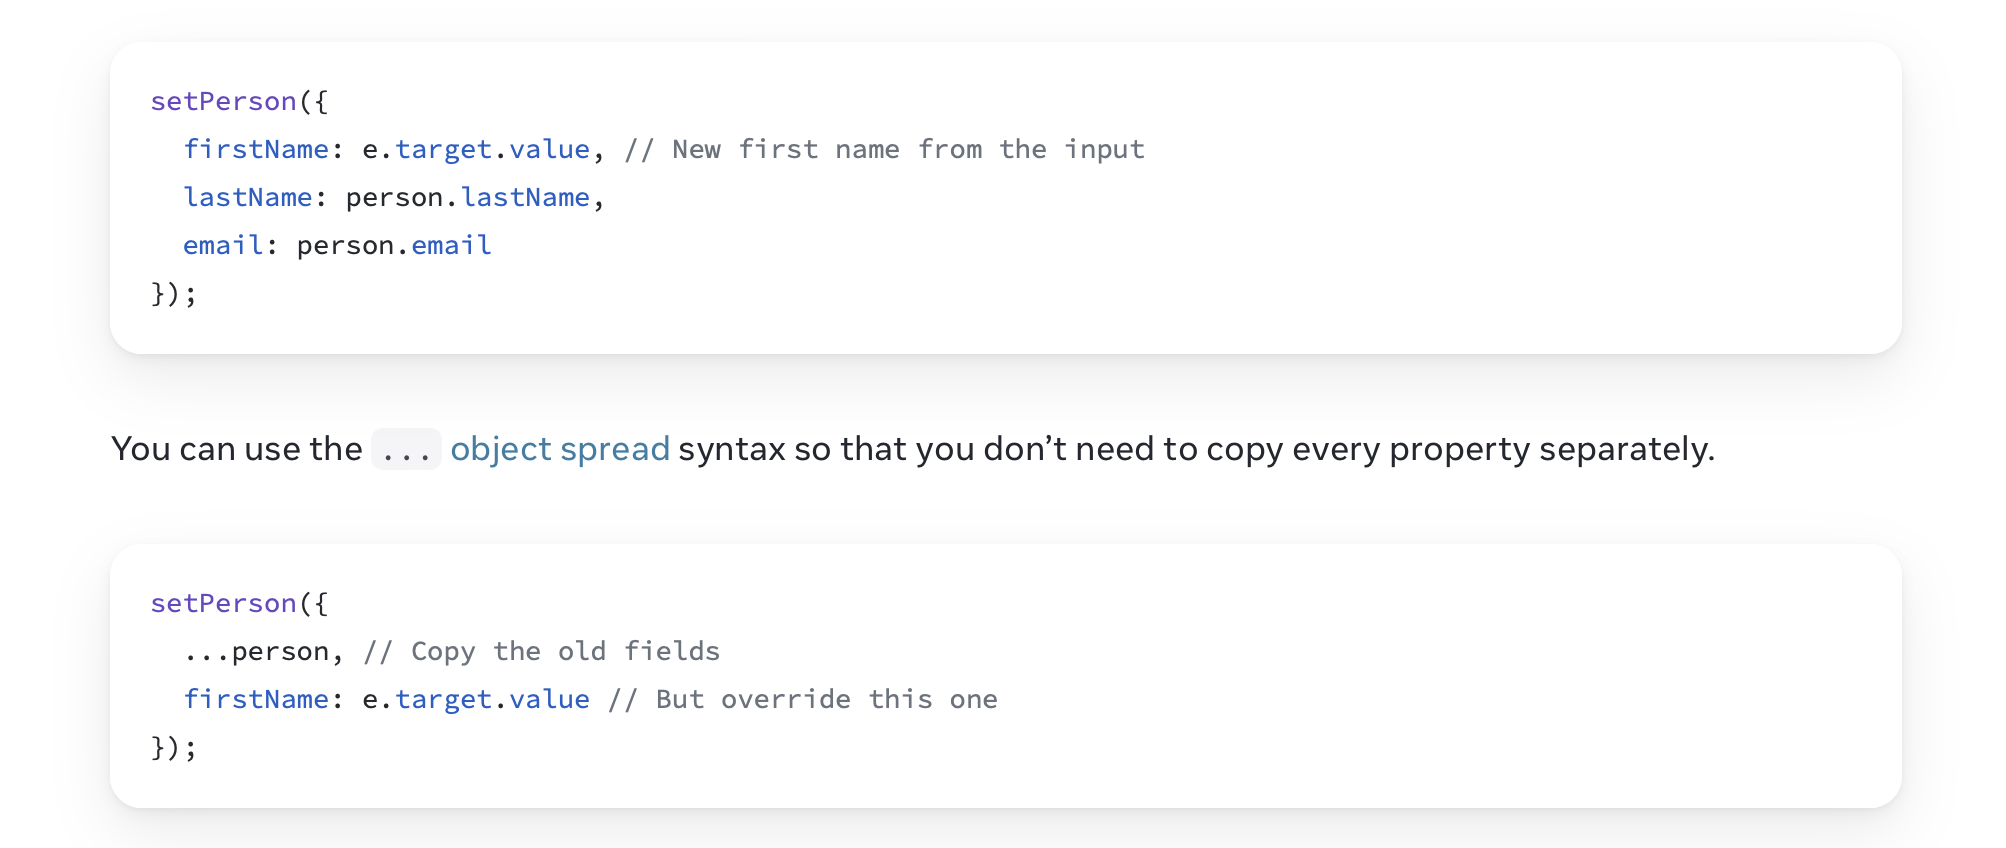 setPerson({
  firstName: e.target.value, // New first name from the input
  lastName: person.lastName,
  email: person.email
});
You can use the ... object spread syntax so that you don’t need to copy every property separately.
setPerson({
  ...person, // Copy the old fields
  firstName: e.target.value // But override this one
});